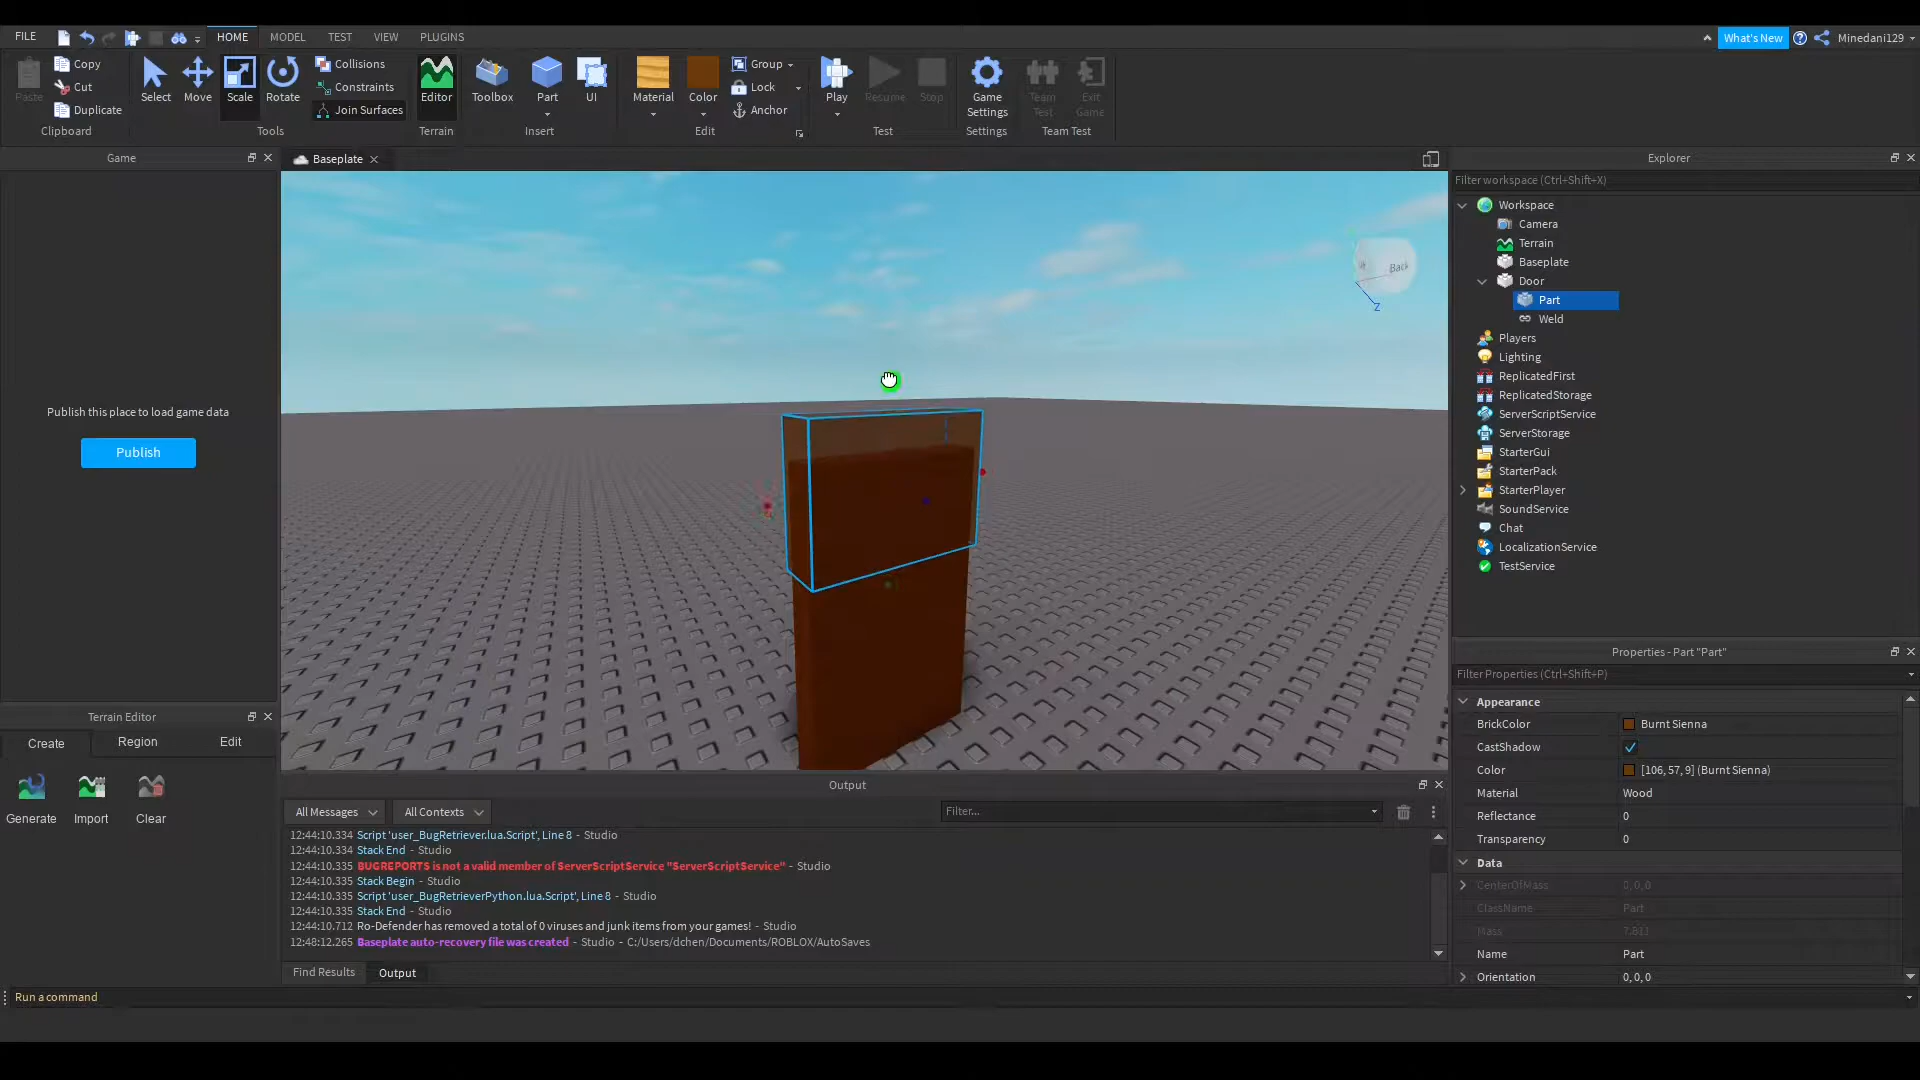 FILE
HOME
MODEL
TEST
VIEW
PLUGINS
What's New
Minedani129
Paste
Copy
Cut
Duplicate
Clipboard
Select
Move
Scale
Rotate
Collisions
Constraints
Join Surfaces
Tools
Editor
Terrain
Toolbox
Part
UI
Insert
Material
Color
Group
Lock
Anchor
Edit
Play
Resume
Stop
Test
Game
Settings
Settings
Team
Test
Exit
Game
Team Test
Game
Publish this place to load game data
Publish
Terrain Editor
Create
Region
Edit
Generate
Import
Clear
Baseplate
Back
Z
Output
All Messages
All Contexts
Filter...
12:44:10.334 Script 'user_BugRetriever.lua.Script', Line 8 - Studio
12:44:10.334 Stack End - Studio
12:44:10.335 BUGREPORTS is not a valid member of ServerScriptService "ServerScriptService" - Studio
12:44:10.335 Stack Begin - Studio
12:44:10.335 Script 'user_BugRetrieverPython.lua.Script', Line 8 - Studio
12:44:10.335 Stack End - Studio
12:44:10.712 Ro-Defender has removed a total of 0 viruses and junk items from your games! - Studio
12:48:12.265 Baseplate auto-recovery file was created - Studio - C:/Users/dchen/Documents/ROBLOX/AutoSaves
Find Results
Output
Run a command
Explorer
Filter workspace (Ctrl+Shift+X)
Workspace
Camera
Terrain
Baseplate
Door
Part
Weld
Players
Lighting
ReplicatedFirst
ReplicatedStorage
ServerScriptService
ServerStorage
StarterGui
StarterPack
StarterPlayer
SoundService
Chat
LocalizationService
TestService
Properties - Part "Part"
Filter Properties (Ctrl+Shift+P)
Appearance
BrickColor Burnt Sienna
CastShadow
Color [106, 57, 9] (Burnt Sienna)
Material Wood
Reflectance 0
Transparency 0
Data
CenterOfMass 0, 0, 0
ClassName Part
Mass 7.811
Name Part
Orientation 0, 0, 0